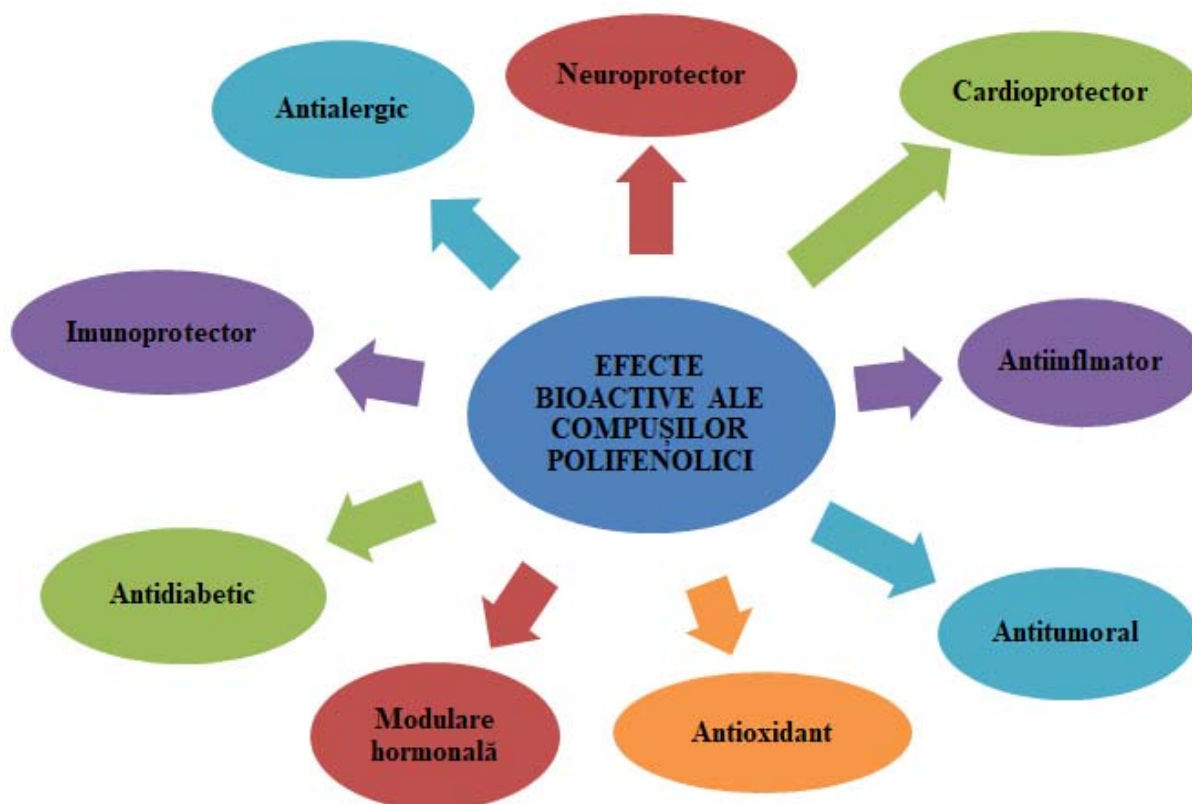 Neuroprotector
Cardioprotector
Antialergic
Imunoprotector
EFECTE
BIOACTIVE ALE
COMPUȘILOR
POLIFENOLICI
Antiinflmator
Antidiabetic
Antitumoral
Modulare
hormonală
Antioxidant